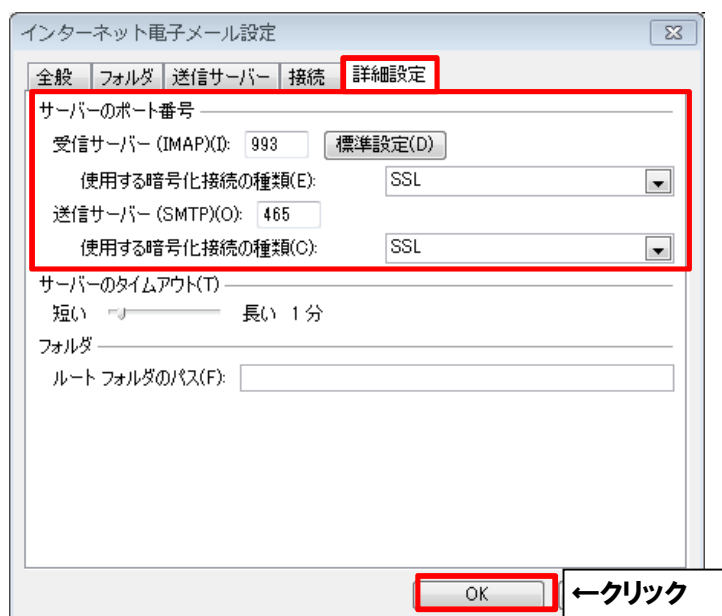 インターネット電子メール設定
全般 フォルダ 送信サーバー 接続 詳細設定
サーバーのポート番号
受信サーバー (IMAP)(I): 993 標準設定(D)
使用する暗号化接続の種類(E): SSL
送信サーバー (SMTP)(O): 465
使用する暗号化接続の種類(C): SSL
サーバーのタイムアウト(T)
短い 長い 1 分
フォルダ
ルート フォルダのパス(F):
OK ←クリック